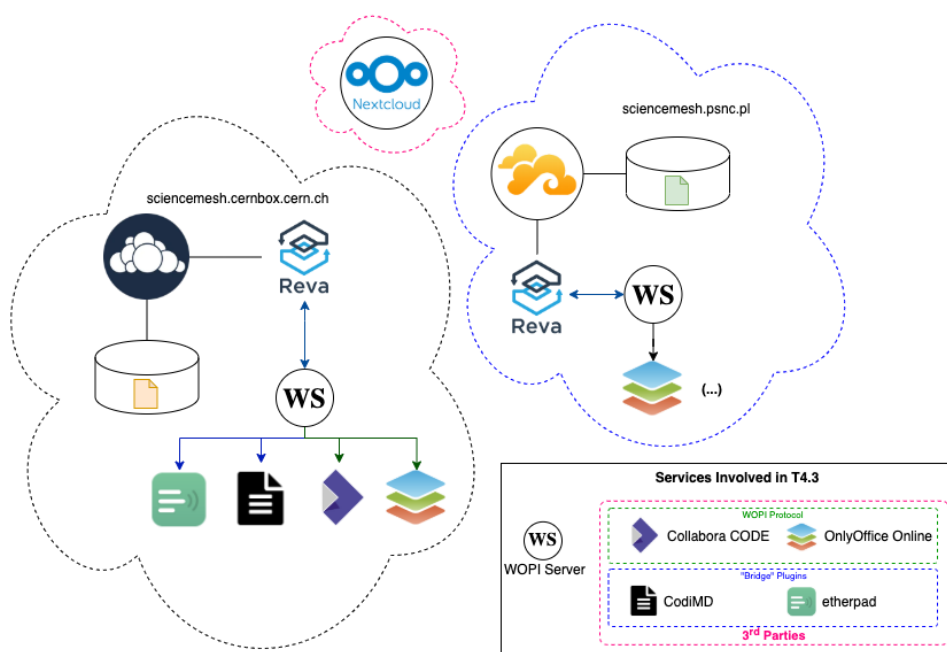 Nextcloud
sciencemesh.psnc.pl
sciencemesh.cernbox.cern.ch
Reva
Reva
WS
(...)
WS
Services Involved in T4.3
WOPI Protocol
WS
Collabora CODE
OnlyOffice Online
WOPI Server
"Bridge" Plugins
CodiMD
etherpad
3rd Parties